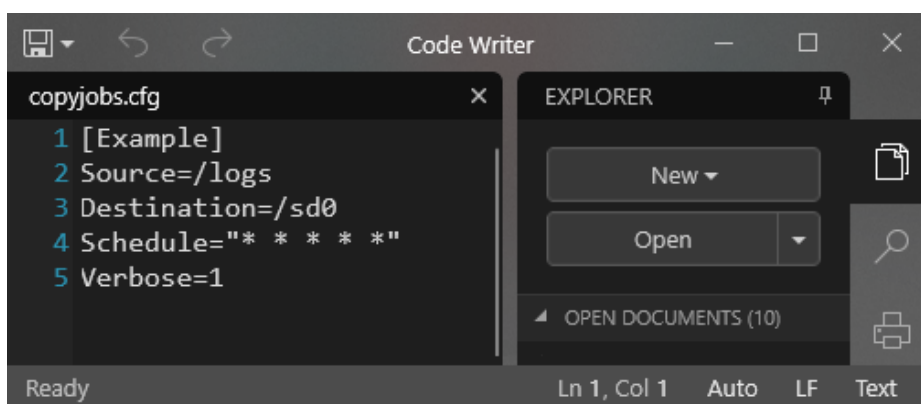 Code Writer
copyjobs.cfg
1 [Example]
2 Source=/logs
3 Destination=/sd0
4 Schedule="* * * * *"
5 Verbose=1
EXPLORER
New
Open
OPEN DOCUMENTS (10)
Ready
Ln 1, Col 1 Auto LF Text